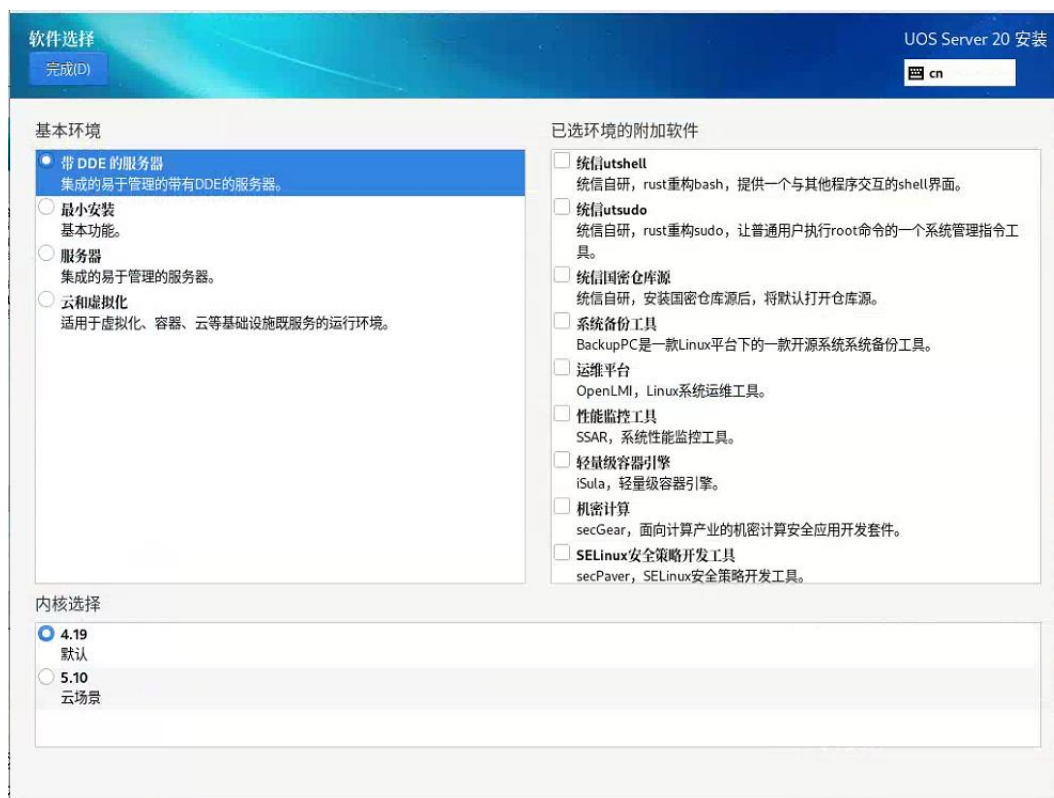 软件选择
UOS Server 20 安装
完成(D)
cn
基本环境
带 DDE 的服务器
集成的易于管理的带有DDE的服务器。
最小安装
基本功能。
服务器
集成的易于管理的服务器。
云和虚拟化
适用于虚拟化、容器、云等基础设施既服务的运行环境。
已选环境的附加软件
统信utshell
统信自研，rust重构bash，提供一个与其他程序交互的shell界面。
统信utsudo
统信自研，rust重构sudo，让普通用户执行root命令的一个系统管理指令工
具。
统信国密仓库源
统信自研，安装国密仓库源后，将默认打开仓库源。
系统备份工具
BackupPC是一款Linux平台下的一款开源系统系统备份工具。
运维平台
OpenLMI，Linux系统运维工具。
性能监控工具
SSAR，系统性能监控工具。
轻量级容器引擎
iSula，轻量级容器引擎。
机密计算
secGear，面向计算产业的机密计算安全应用开发套件。
SELinux安全策略开发工具
secPaver，SELinux安全策略开发工具。
内核选择
4.19
默认
5.10
云场景